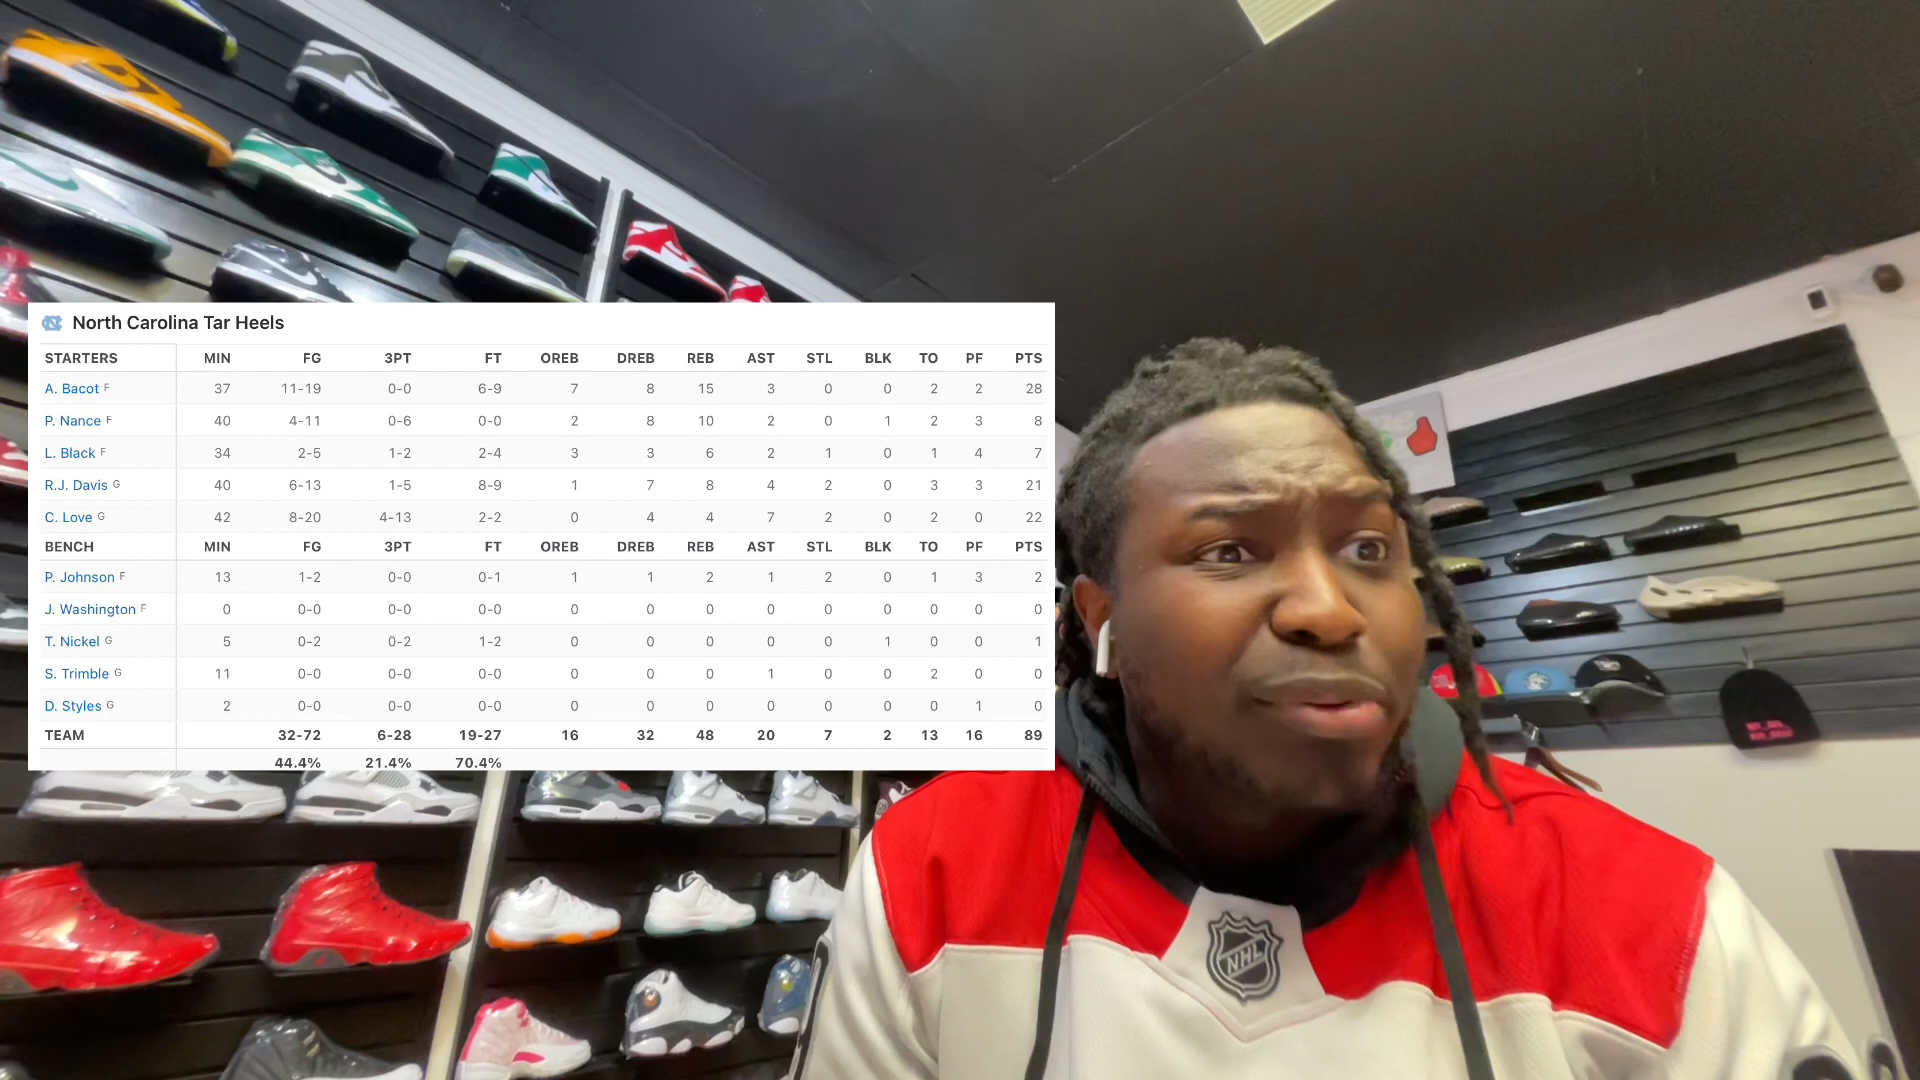 North Carolina Tar Heels
STARTERS MIN FG 3PT FT OREB DREB REB AST STL BLK TO PF PTS
A. Bacot F 37 11-19 0-0 6-9 7 8 15 3 0 0 2 2 28
P. Nance F 40 4-11 0-6 0-0 2 8 10 2 0 1 2 3 8
L. Black F 34 2-5 1-2 2-4 3 3 6 2 1 0 1 4 7
R.J. Davis G 40 6-13 1-5 8-9 1 7 8 4 2 0 3 3 21
C. Love G 42 8-20 4-13 2-2 0 4 4 7 2 0 2 0 22
BENCH MIN FG 3PT FT OREB DREB REB AST STL BLK TO PF PTS
P. Johnson F 13 1-2 0-0 0-1 1 1 2 1 2 0 1 3 2
J. Washington F 0 0-0 0-0 0-0 0 0 0 0 0 0 0 0 0
T. Nickel G 5 0-2 0-2 1-2 0 0 0 0 0 1 0 0 1
S. Trimble G 11 0-0 0-0 0-0 0 0 0 1 0 0 2 0 0
D. Styles G 2 0-0 0-0 0-0 0 0 0 0 0 0 0 1 0
TEAM 32-72 6-28 19-27 16 32 48 20 7 2 13 16 89
44.4% 21.4% 70.4%
NHL